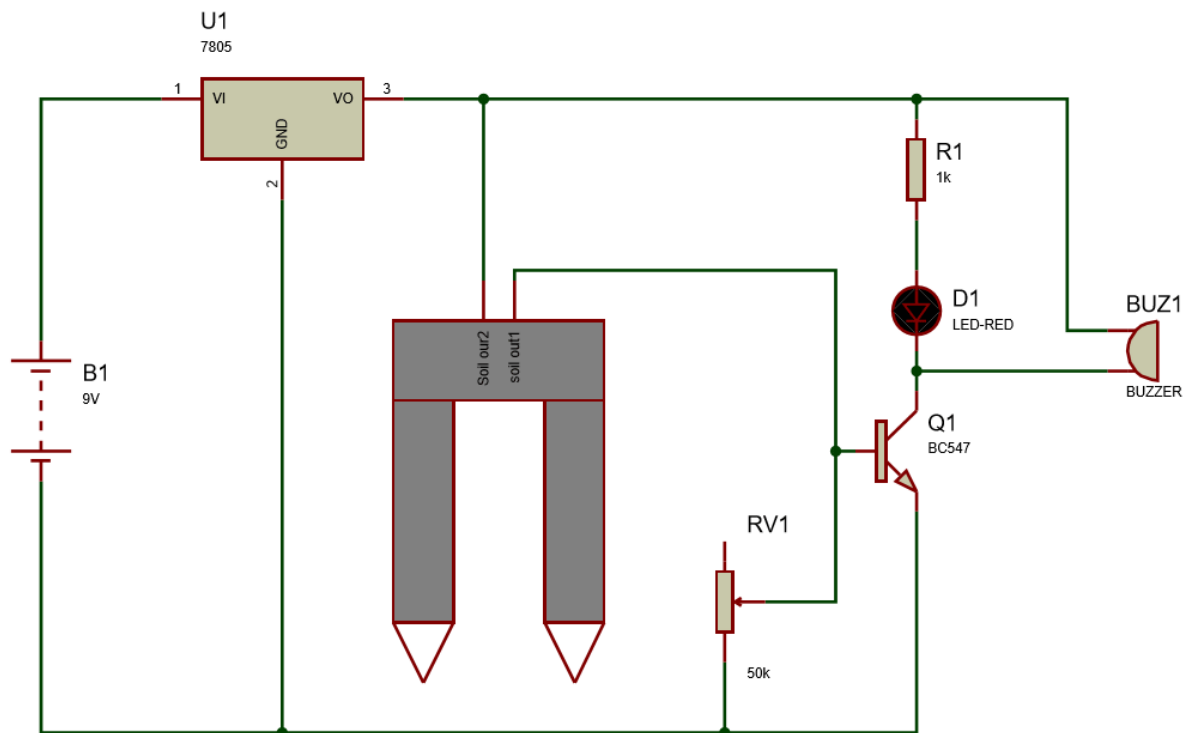 U1
7805
1
VI
VO
3
GND
2
R1
1k
D1
LED-RED
BUZ1
BUZZER
B1
9V
Soil our2
soil out1
Q1
BC547
RV1
50k